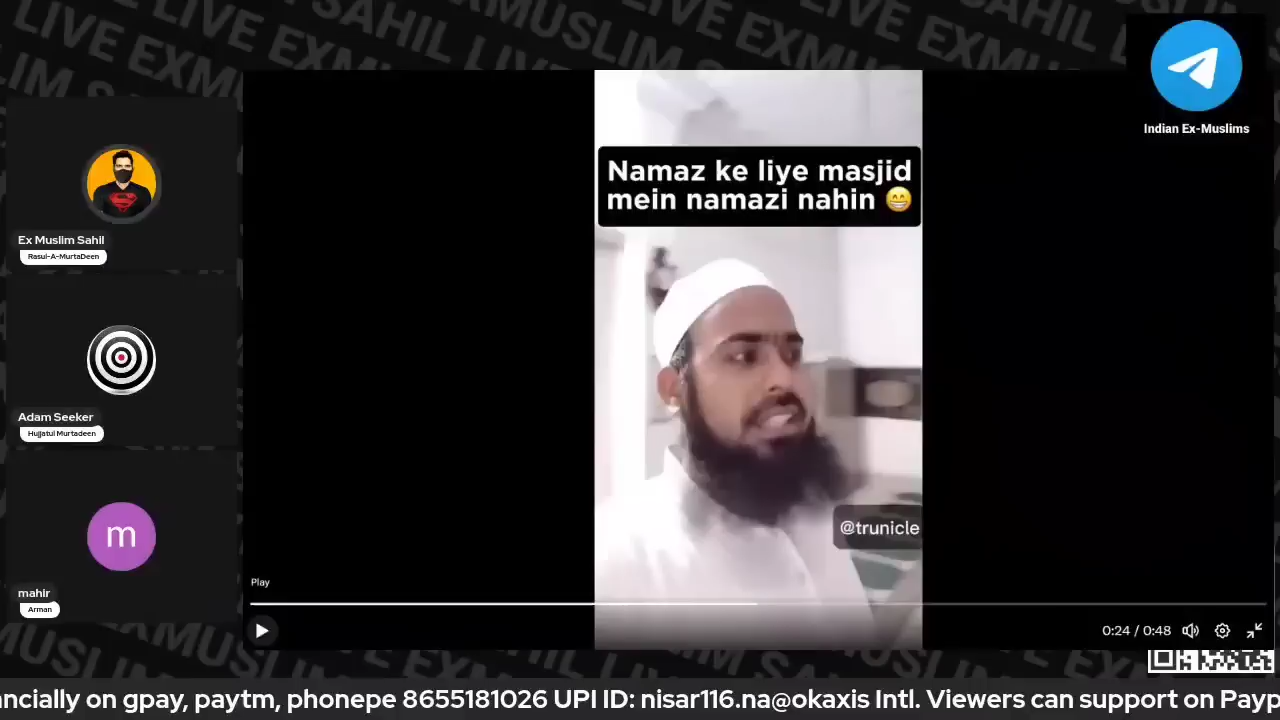 Indian Ex-Muslims
Namaz ke liye masjid
mein namazi nahin 😁
Ex Muslim Sahil
Rasul-A-MurtaDeen
Adam Seeker
Hujjatul Murtadeen
@trunicle
m
mahir
Arman
Play
0:24 / 0:48
ancially on gpay, paytm, phonepe 8655181026 UPI ID: nisar116.na@okaxis Intl. Viewers can support on Payp